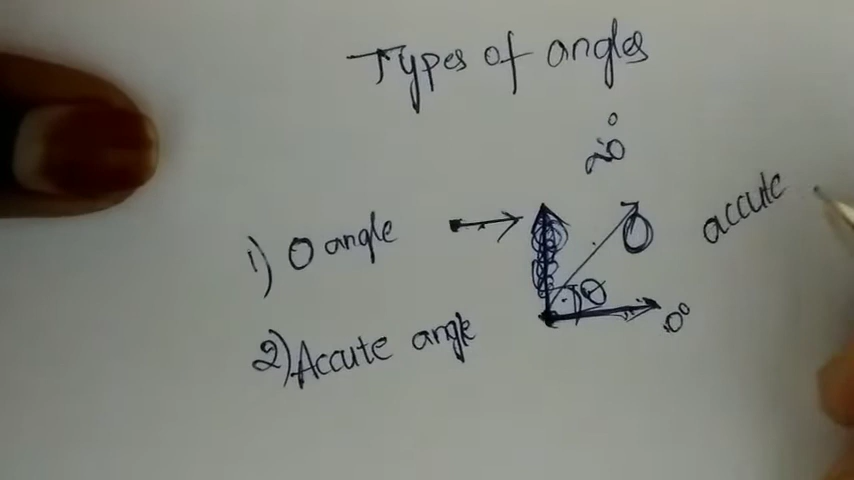 Types of angles
20°
1) 0 angle
θ
0°
accute
2) Accute angle